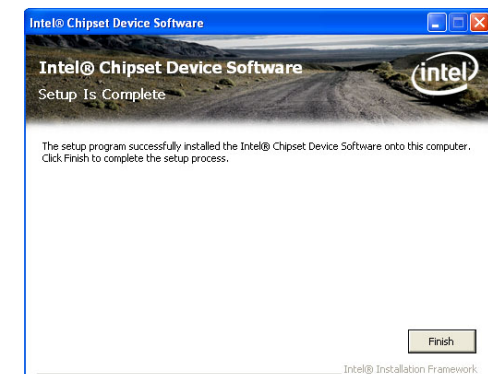 Intel® Chipset Device Software
Intel® Chipset Device Software
intel
Setup Is Complete
The setup program successfully installed the Intel® Chipset Device Software onto this computer.
Click Finish to complete the setup process.
Finish
Intel® Installation Framework